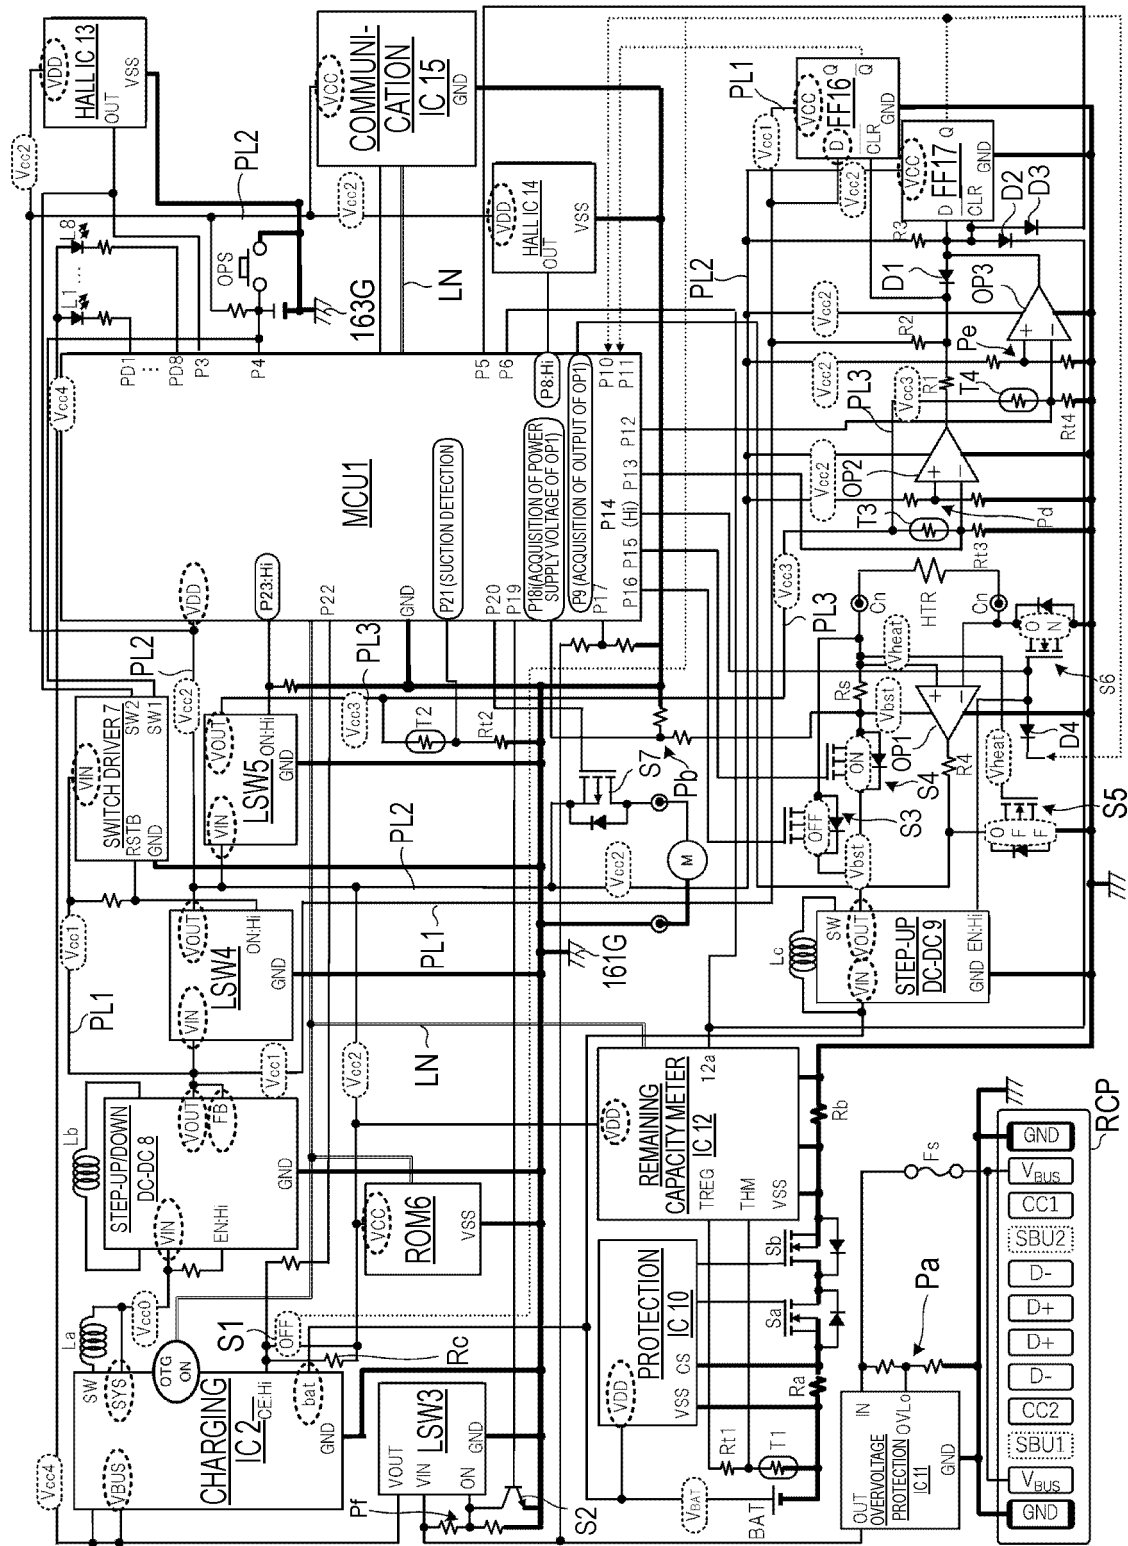 HALL IC 13
VDD
VSS
OUT
Vcc2
PL2
L8
L1
...
OPS
163G
COMMUNI-
CATION
IC 15
VCC
GND
LN
Vcc2
HALL IC 14
VDD
VSS
OUT
Vcc4
PD1
:
PD8
P3
P4
P5
P6
P8:Hi
P10
P11
P12
P13
P14
P15 (Hi)
P16
P17
P9 (ACQUISITION OF OUTPUT OF OP1)
P18(ACQUISITION OF POWER
SUPPLY VOLTAGE OF OP1)
P19
P20
P21(SUCTION DETECTION)
GND
P22
P23:Hi
VDD
MCU1
PL1
FF16
VCC
D
Q
Q
CLR
GND
Vcc1
FF17
VCC
D
Q
CLR
GND
Vcc2
Vcc2
R3
D1
D2
D3
PL2
R2
R1
OP3
Pe
Vcc2
PL3
Vcc3
T4
Rt4
OP2
Vcc2
Pd
T3
Rt3
Vcc3
PL3
Cn
HTR
Cn
Rs
Vheat
Vbst
ON
S6
OP1
R4
D4
Vheat
S5
OFF
ON
S4
OFF
S3
Vbst
SWITCH DRIVER 7
VIN
SW2
SW1
RSTB
GND
PL2
Vcc2
LSW5
VIN
VOUT
ON:Hi
GND
Vcc3
PL3
T2
Rt2
S7
Pb
M
Vcc2
PL2
PL1
161G
LSW4
VIN
VOUT
ON:Hi
GND
Vcc1
PL1
STEP-UP
DC-DC 9
Lc
SW
VIN
VOUT
EN:Hi
GND
STEP-UP/DOWN
DC-DC 8
Lb
VIN
VOUT
FB
EN:Hi
GND
Vcc1
Vcc2
LN
ROM6
VCC
VSS
REMAINING
CAPACITY METER
IC 12
VDD
12a
TREG
THM
VSS
Rb
PROTECTION
IC 10
VDD
VSS
CS
Sa
Sb
Ra
Rt1
T1
VBAT
BAT
CHARGING
IC 2
La
SW
SYS
Vcc0
OTG
ON
CE:Hi
VBUS
bat
GND
S1
OFF
Rc
Vcc4
LSW3
VOUT
VIN
ON
GND
Pf
S2
OVERVOLTAGE
PROTECTION
IC 11
OUT
IN
OVLo
GND
Pa
Fs
RCP
GND
VBUS
CC1
SBU2
D-
D+
D+
D-
CC2
SBU1
VBUS
GND